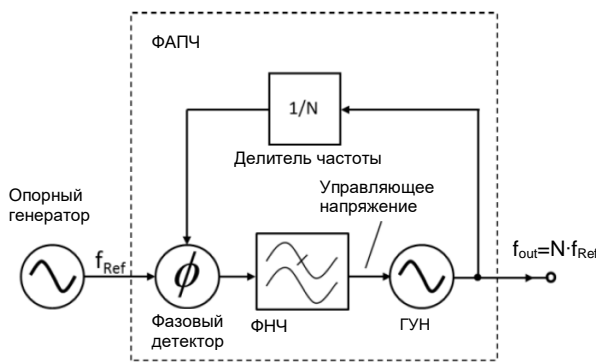 ФАПЧ
1/N
Делитель частоты
Управляющее
напряжение
Опорный
генератор
fRef
ϕ
fout=N·fRef
Фазовый
детектор
ФНЧ
ГУН